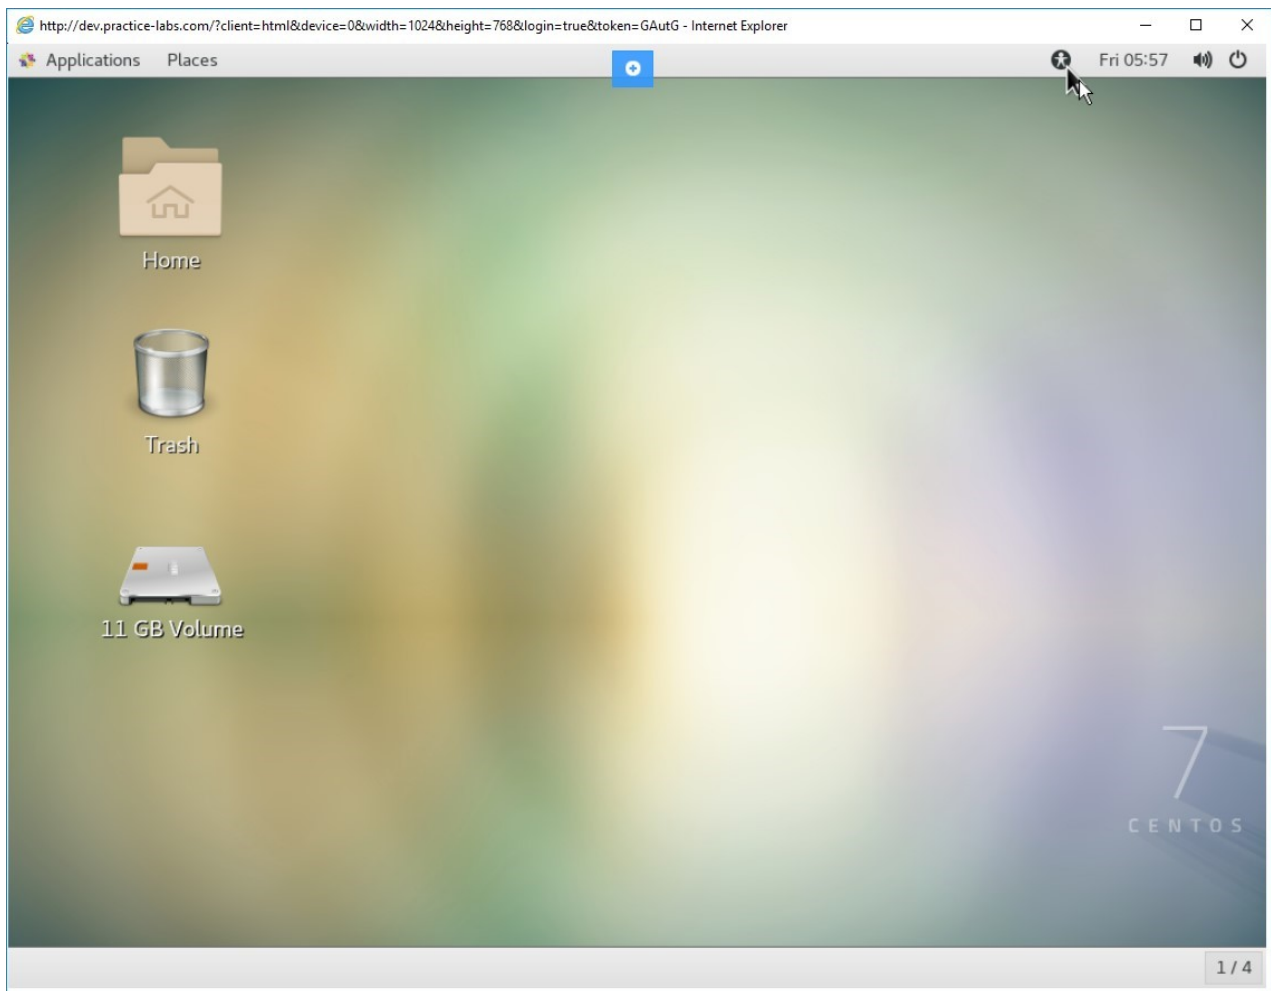 http://dev.practice-labs.com/?client=html&device=0&width=1024&height=768&login=true&token=GAutG - Internet Explorer
Applications Places Fri 05:57
Home
Trash
11 GB Volume
7
CENTOS
1 / 4